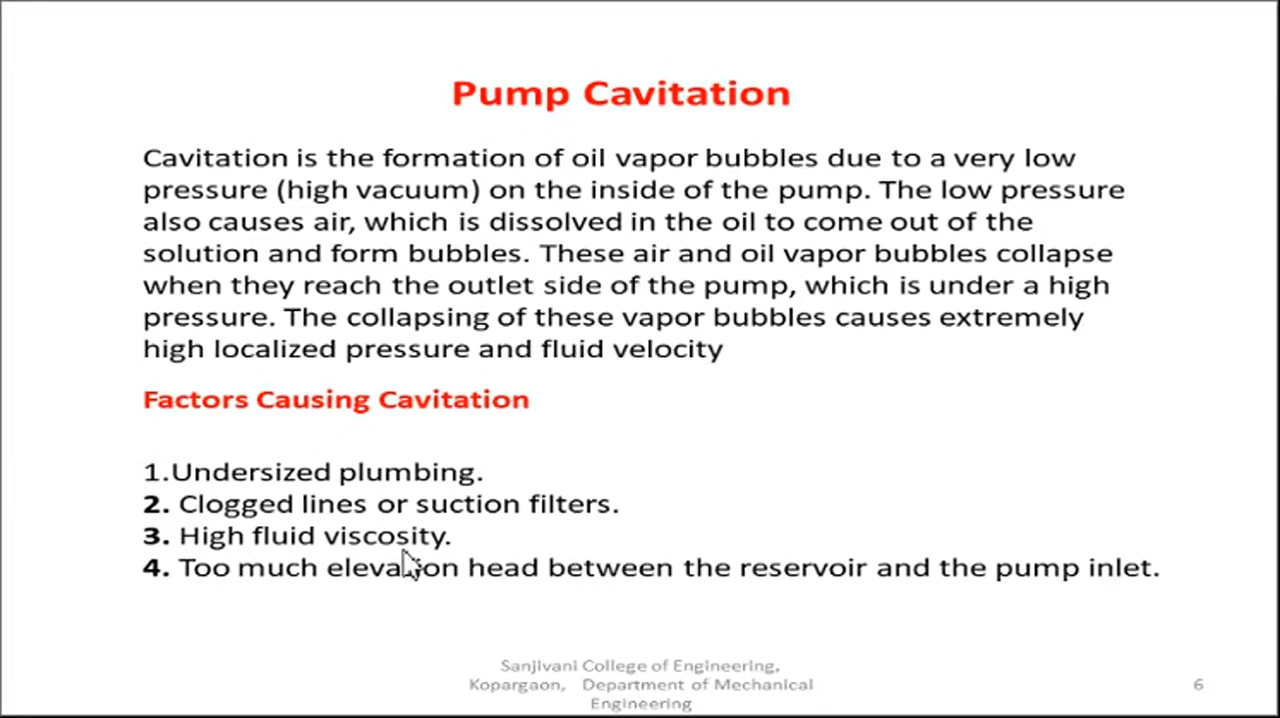 Pump Cavitation
Cavitation is the formation of oil vapor bubbles due to a very low
pressure (high vacuum) on the inside of the pump. The low pressure
also causes air, which is dissolved in the oil to come out of the
solution and form bubbles. These air and oil vapor bubbles collapse
when they reach the outlet side of the pump, which is under a high
pressure. The collapsing of these vapor bubbles causes extremely
high localized pressure and fluid velocity
Factors Causing Cavitation
1.Undersized plumbing.
2. Clogged lines or suction filters.
3. High fluid viscosity.
4. Too much elevation head between the reservoir and the pump inlet.
Sanjivani College of Engineering,
Kopargaon, Department of Mechanical
Engineering
6